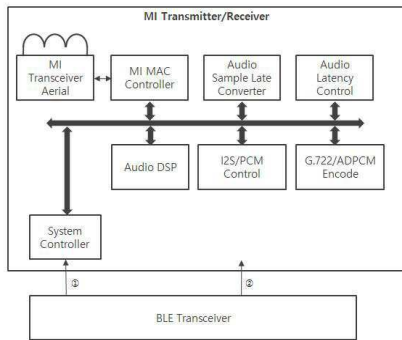 MI Transmitter/Receiver
MI
Transceiver
Aerial
MI MAC
Controller
Audio
Sample Late
Converter
Audio
Latency
Control
Audio DSP
I2S/PCM
Control
G.722/ADPCM
Encode
System
Controller
①
②
BLE Transceiver